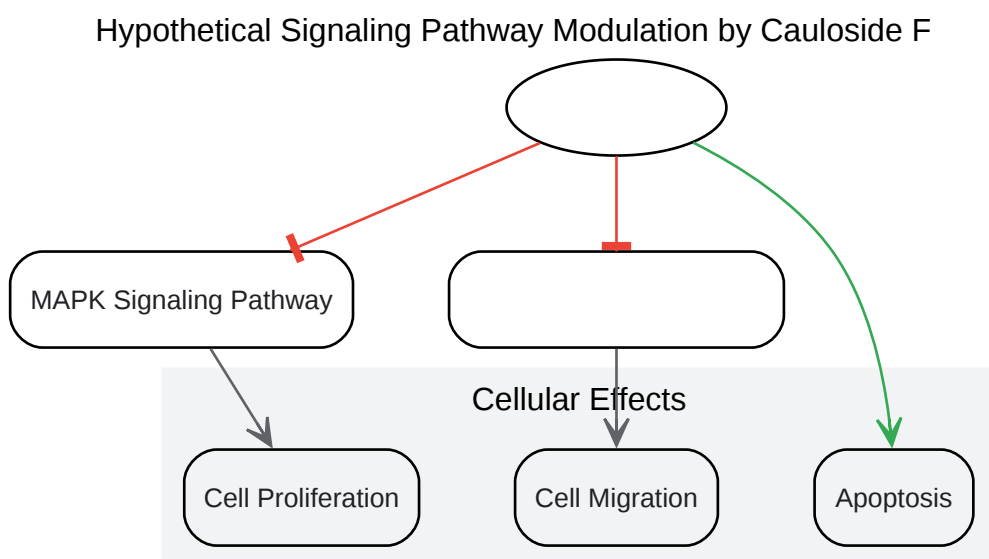 Hypothetical Signaling Pathway Modulation by Cauloside F
MAPK Signaling Pathway
Cellular Effects
Cell Proliferation
Cell Migration
Apoptosis